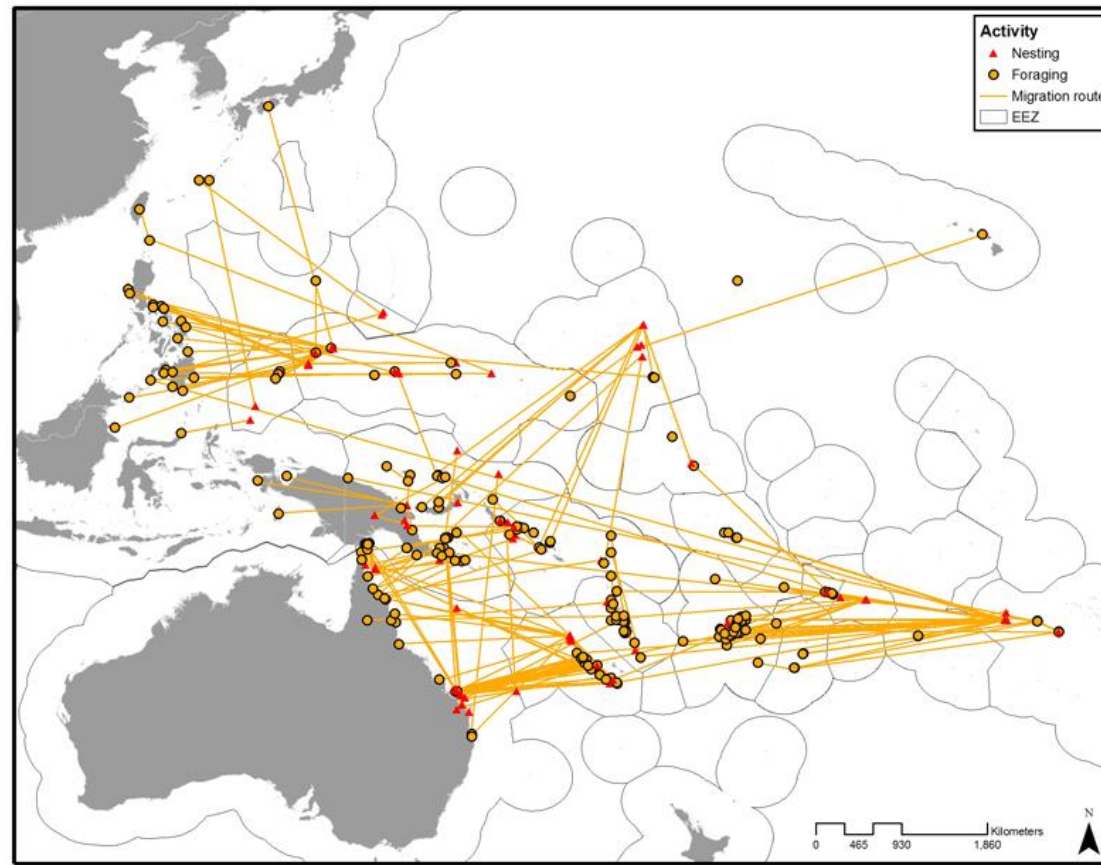 Activity
Nesting
Foraging
Migration route
EEZ
N
Kilometers
0 465 930 1,860